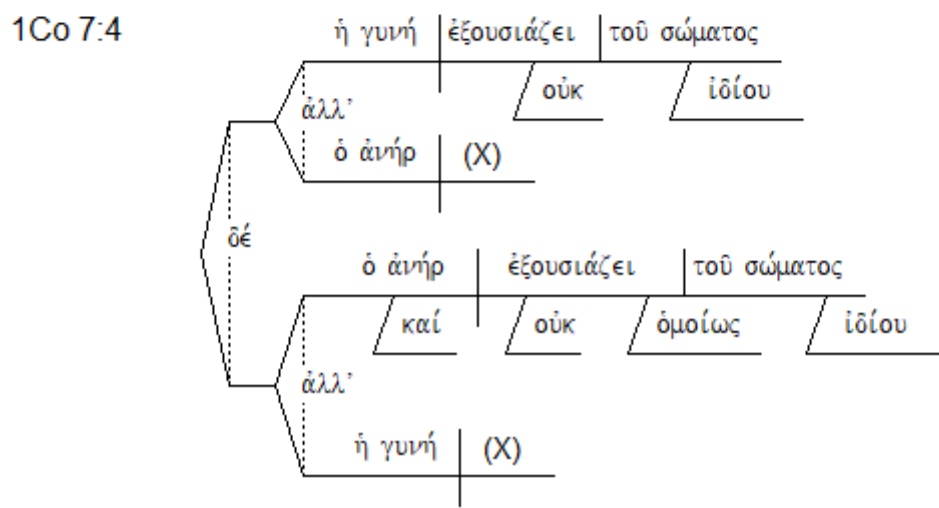 1Co 7:4
ἡ γυνή ἐξουσιάζει τοῦ σώματος
οὐκ ἰδίου
ἀλλ’
ὁ ἀνήρ (X)
δέ
ὁ ἀνήρ ἐξουσιάζει τοῦ σώματος
καί οὐκ ὁμοίως ἰδίου
ἀλλ’
ἡ γυνή (X)